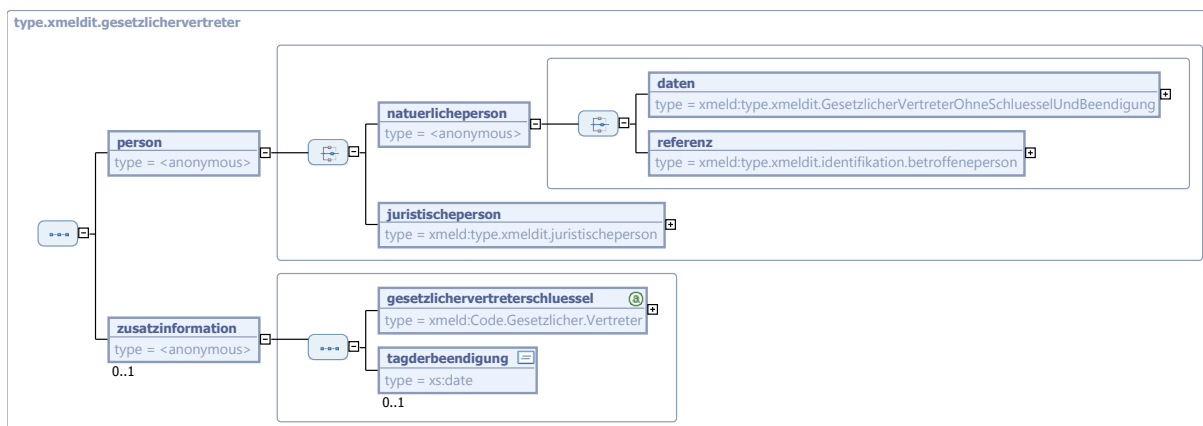 type.xmeldit.gesetzlichervertreter
person
type = <anonymous>
natuerlicheperson
type = <anonymous>
daten
type = xmeld:type.xmeldit.GesetzlicherVertreterOhneSchluesselUndBeendigung
referenz
type = xmeld:type.xmeldit.identifikation.betroffeneperson
juristischeperson
type = xmeld:type.xmeldit.juristischeperson
zusatzinformation
type = <anonymous>
0..1
gesetzlichervertreterschluessel a
type = xmeld:Code.Gesetzlicher.Vertreter
tagderbeendigung
type = xs:date
0..1